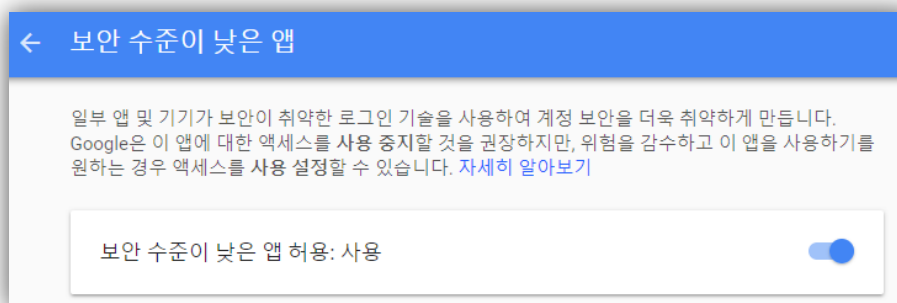 보안 수준이 낮은 앱
일부 앱 및 기기가 보안이 취약한 로그인 기술을 사용하여 계정 보안을 더욱 취약하게 만듭니다.
Google은 이 앱에 대한 액세스를 사용 중지할 것을 권장하지만, 위험을 감수하고 이 앱을 사용하기를
원하는 경우 액세스를 사용 설정할 수 있습니다. 자세히 알아보기
보안 수준이 낮은 앱 허용: 사용